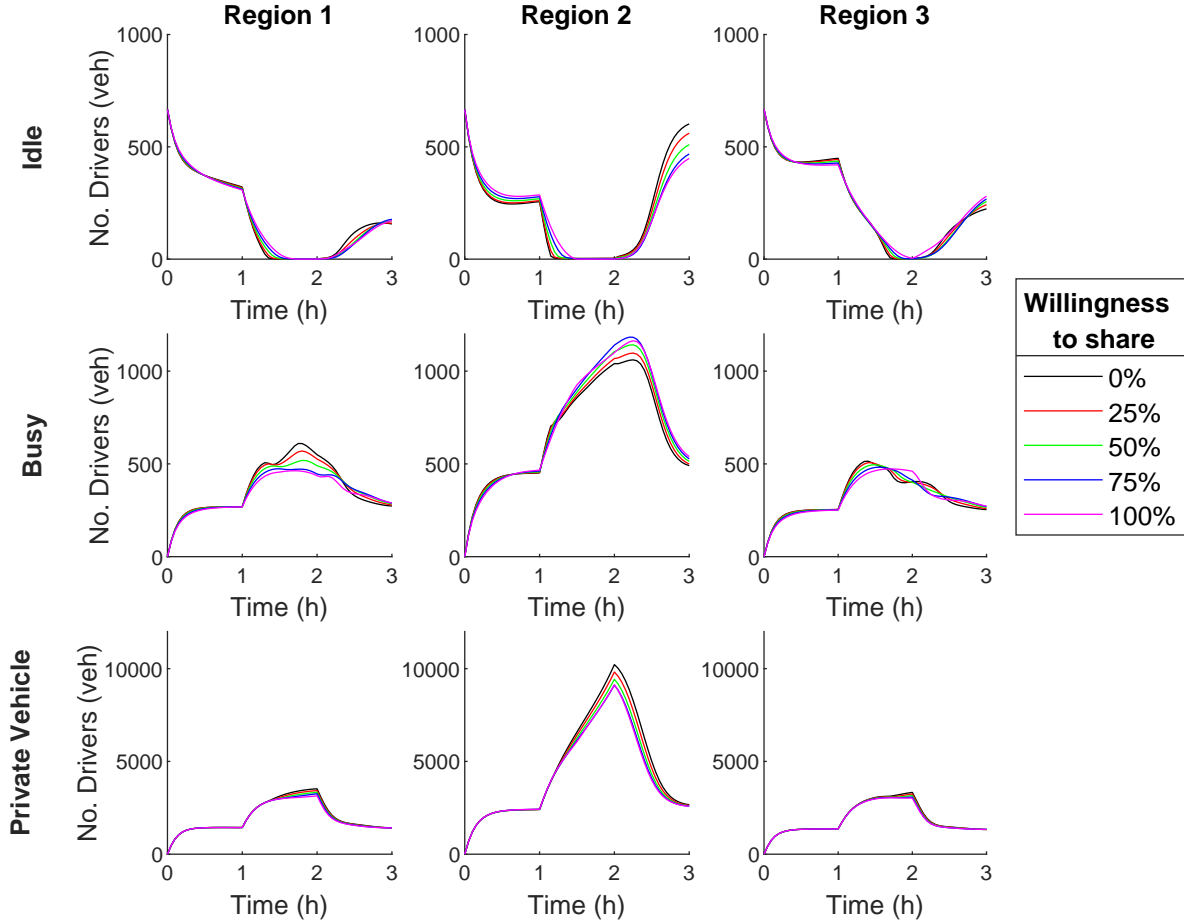 Region 1
Region 2
Region 3
Idle
No. Drivers (veh)
1000
500
0
0 1 2 3
Time (h)
1000
500
0
0 1 2 3
Time (h)
1000
500
0
0 1 2 3
Time (h)
Busy
No. Drivers (veh)
1000
500
0
0 1 2 3
Time (h)
1000
500
0
0 1 2 3
Time (h)
1000
500
0
0 1 2 3
Time (h)
Private Vehicle
No. Drivers (veh)
10000
5000
0
0 1 2 3
Time (h)
10000
5000
0
0 1 2 3
Time (h)
10000
5000
0
0 1 2 3
Time (h)
Willingness
to share
0%
25%
50%
75%
100%